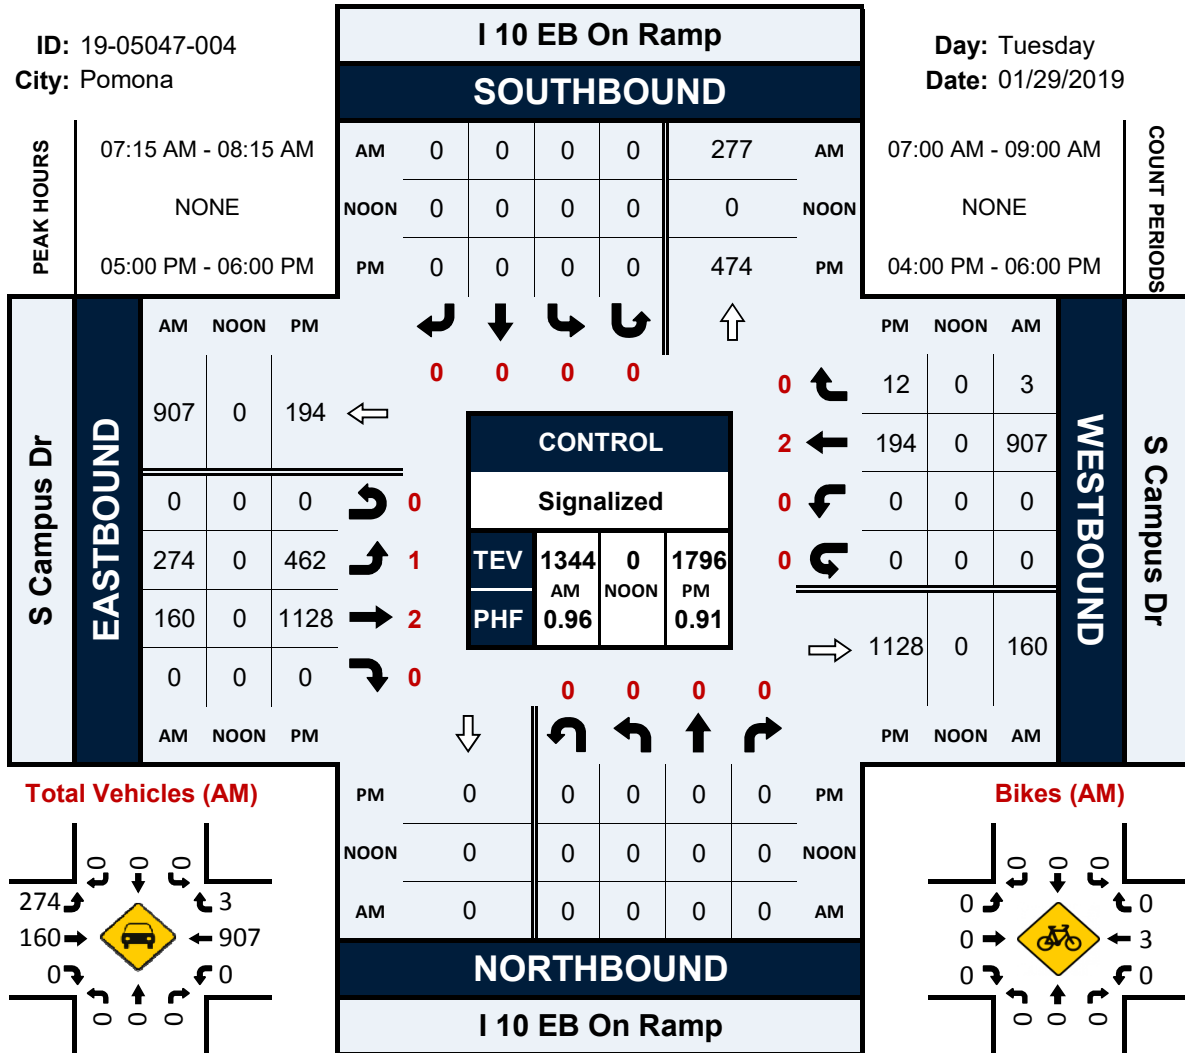 I 10 EB On Ramp
SOUTHBOUND
ID: 19-05047-004
City: Pomona
Day: Tuesday
Date: 01/29/2019
PEAK HOURS
07:15 AM - 08:15 AM
NONE
05:00 PM - 06:00 PM
COUNT PERIODS
07:00 AM - 09:00 AM
NONE
04:00 PM - 06:00 PM
AM 0 0 0 0 277 AM
NOON 0 0 0 0 0 NOON
PM 0 0 0 0 474 PM
0 0 0 0
S Campus Dr
EASTBOUND
AM NOON PM
907 0 194
0 0 0 0
274 0 462 1
160 0 1128 2
0 0 0 0
AM NOON PM
CONTROL
Signalized
TEV 1344 0 1796
AM NOON PM
PHF 0.96 0.91
PM NOON AM
0 12 0 3
2 194 0 907
0 0 0 0
0 0 0 0
1128 0 160
PM NOON AM
WESTBOUND
S Campus Dr
0 0 0 0
PM 0 0 0 0 0 PM
NOON 0 0 0 0 0 NOON
AM 0 0 0 0 0 AM
NORTHBOUND
I 10 EB On Ramp
Total Vehicles (AM)
0 0 0
274 3
160 907
0 0
0 0 0
Bikes (AM)
0 0 0
0 0
0 3
0 0
0 0 0